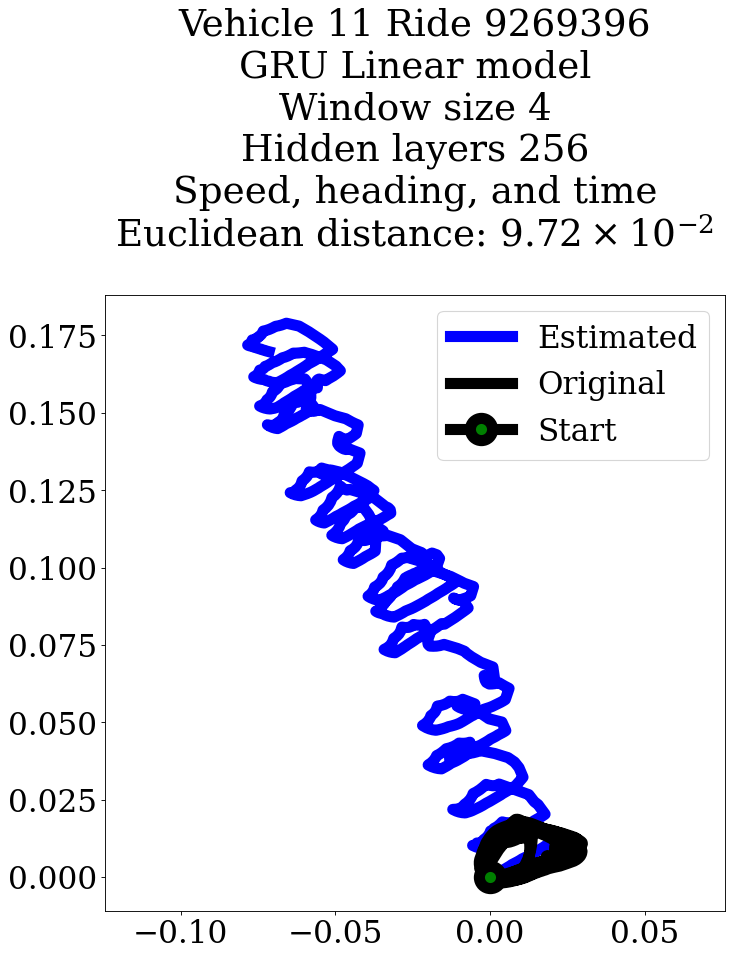 Vehicle 11 Ride 9269396
GRU Linear model
Window size 4
Hidden layers 256
Speed, heading, and time
Euclidean distance: 9.72 × 10⁻²
Estimated
Original
Start
0.175
0.150
0.125
0.100
0.075
0.050
0.025
0.000
−0.10 −0.05 0.00 0.05